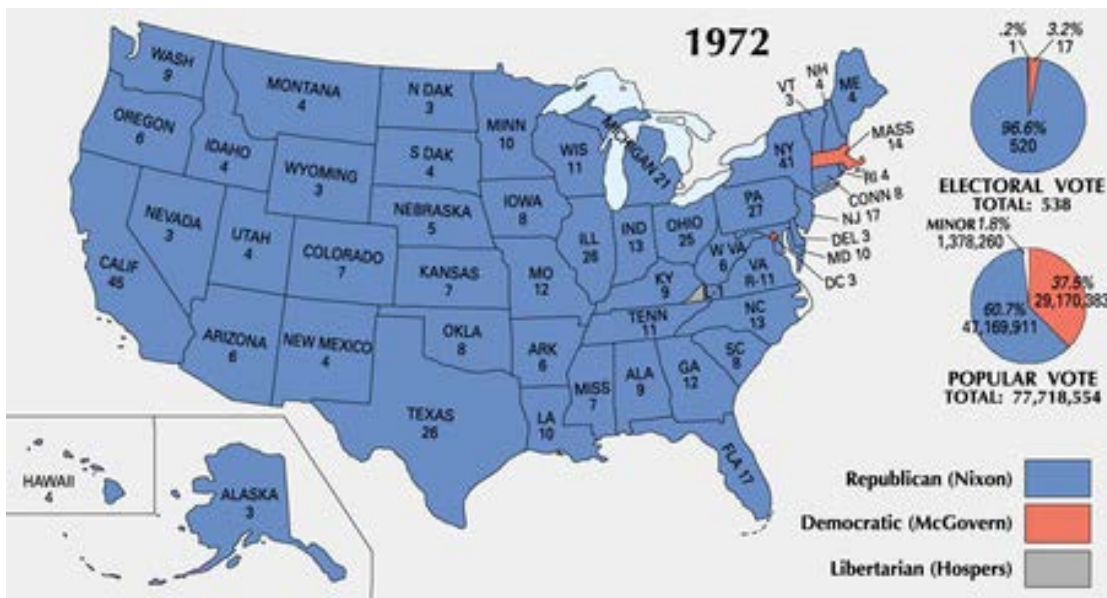 1972
WASH
9
OREGON
6
CALIF
45
NEVADA
3
IDAHO
4
MONTANA
4
WYOMING
3
UTAH
4
COLORADO
7
ARIZONA
6
NEW MEXICO
4
N DAK
3
S DAK
4
NEBRASKA
5
KANSAS
7
OKLA
8
TEXAS
26
MINN
10
IOWA
8
MO
12
ARK
6
LA
10
WIS
11
ILL
26
MICHIGAN 21
IND
13
OHIO
25
KY
9
TENN
11
MISS
7
ALA
9
GA
12
FLA 17
SC
8
NC
13
VA
R-11
L-1
W VA
6
PA
27
NY
41
VT
3
NH
4
ME
4
MASS
14
RI 4
CONN 8
NJ 17
DEL 3
MD 10
DC 3
HAWAII
4
ALASKA
3
.2%
1
3.2%
17
96.6%
520
ELECTORAL VOTE
TOTAL: 538
MINOR 1.8%
1,378,260
37.5%
29,170,383
60.7%
47,169,911
POPULAR VOTE
TOTAL: 77,718,554
Republican (Nixon)
Democratic (McGovern)
Libertarian (Hospers)